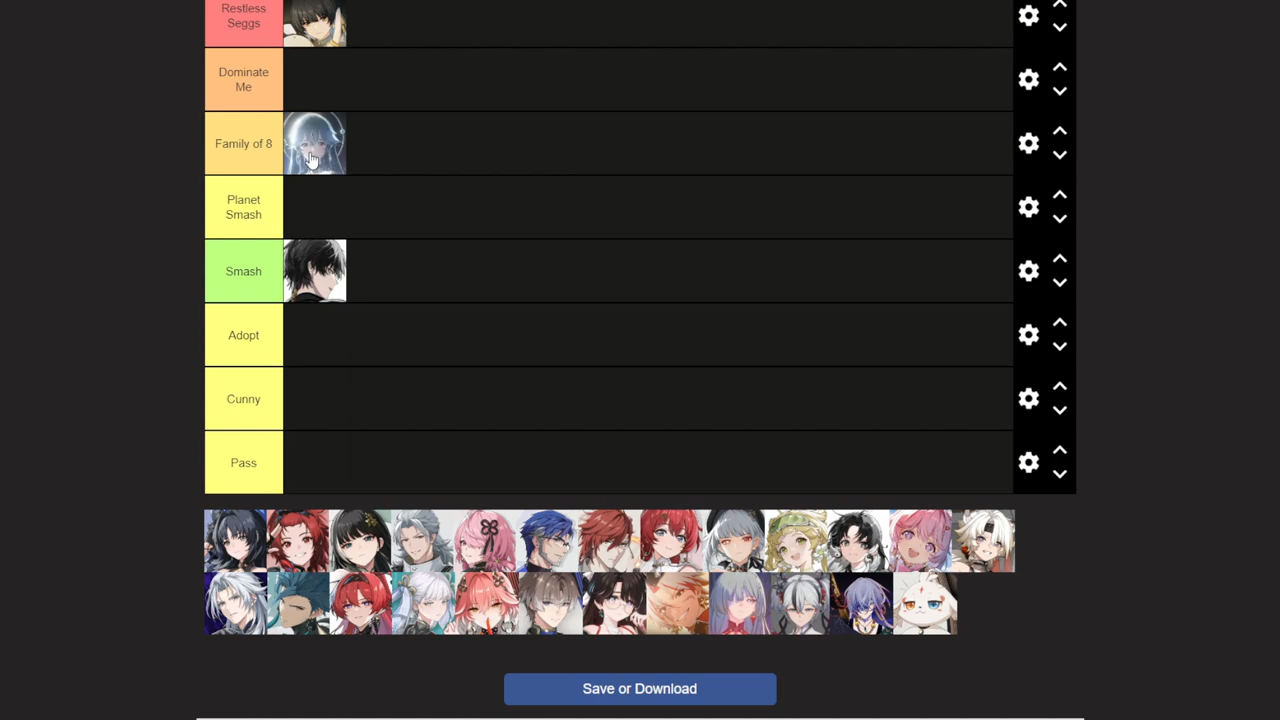 Restless
Seggs
Dominate
Me
Family of 8
Planet
Smash
Smash
Adopt
Cunny
Pass
Save or Download